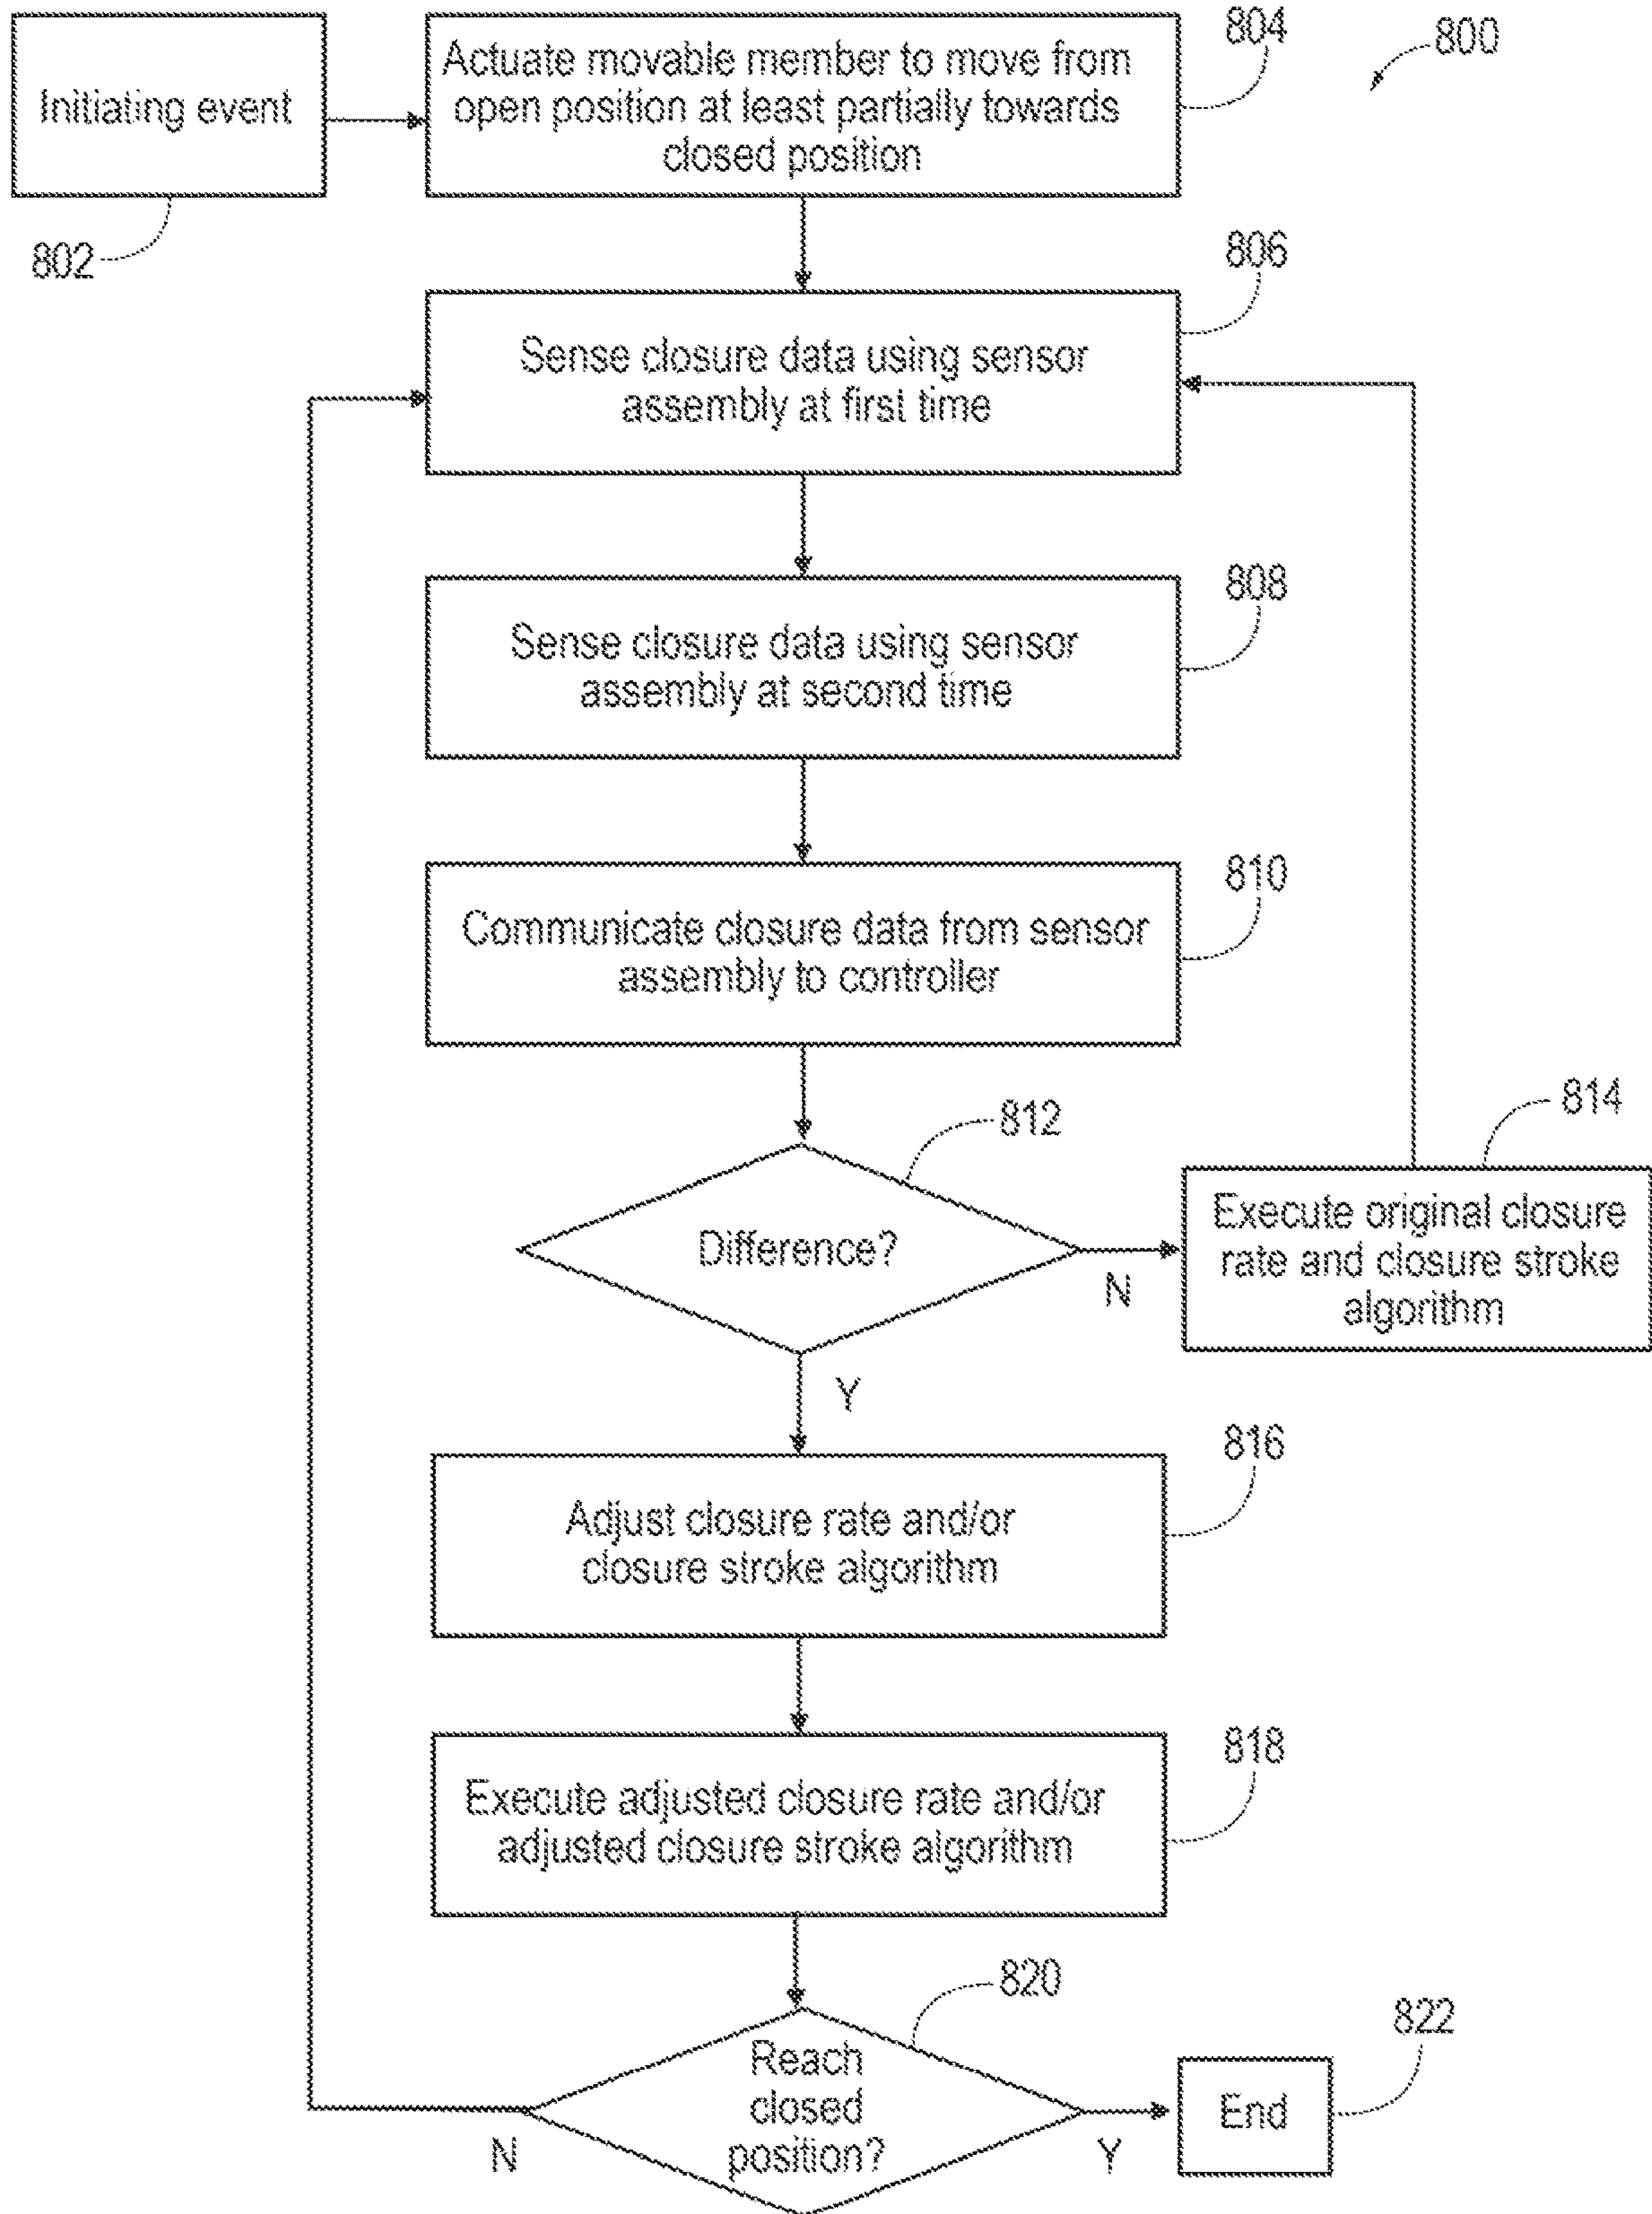 800
Initiating event
802
Actuate movable member to move from
open position at least partially towards
closed position
804
Sense closure data using sensor
assembly at first time
806
Sense closure data using sensor
assembly at second time
808
Communicate closure data from sensor
assembly to controller
810
Difference?
812
N
Execute original closure
rate and closure stroke
algorithm
814
Y
Adjust closure rate and/or
closure stroke algorithm
816
Execute adjusted closure rate and/or
adjusted closure stroke algorithm
818
Reach
closed
position?
820
N
Y
End
822